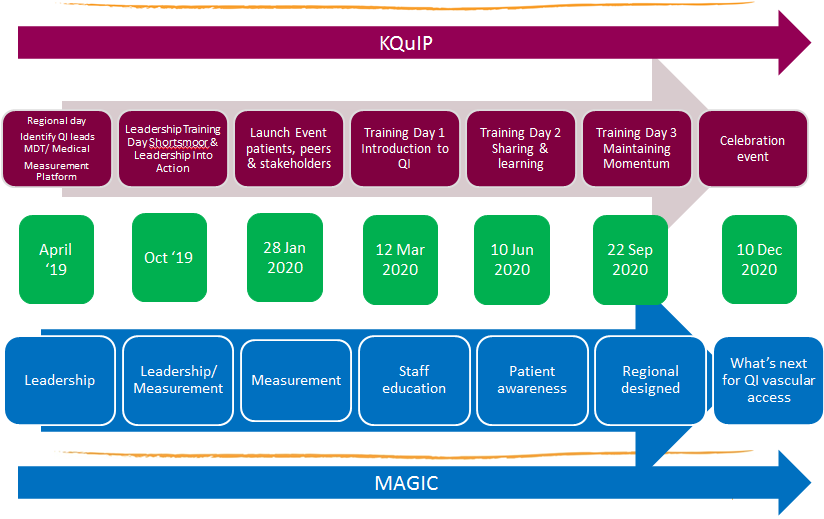 KQuIP
Regional day
Identify QI leads
MDT/ Medical
Measurement
Platform
Leadership Training
Day Shortsmoor &
Leadership Into
Action
Launch Event
patients, peers
& stakeholders
Training Day 1
Introduction to
QI
Training Day 2
Sharing &
learning
Training Day 3
Maintaining
Momentum
Celebration
event
April
‘19
Oct ‘19
28 Jan
2020
12 Mar
2020
10 Jun
2020
22 Sep
2020
10 Dec
2020
Leadership
Leadership/
Measurement
Measurement
Staff
education
Patient
awareness
Regional
designed
What’s next
for QI vascular
access
MAGIC